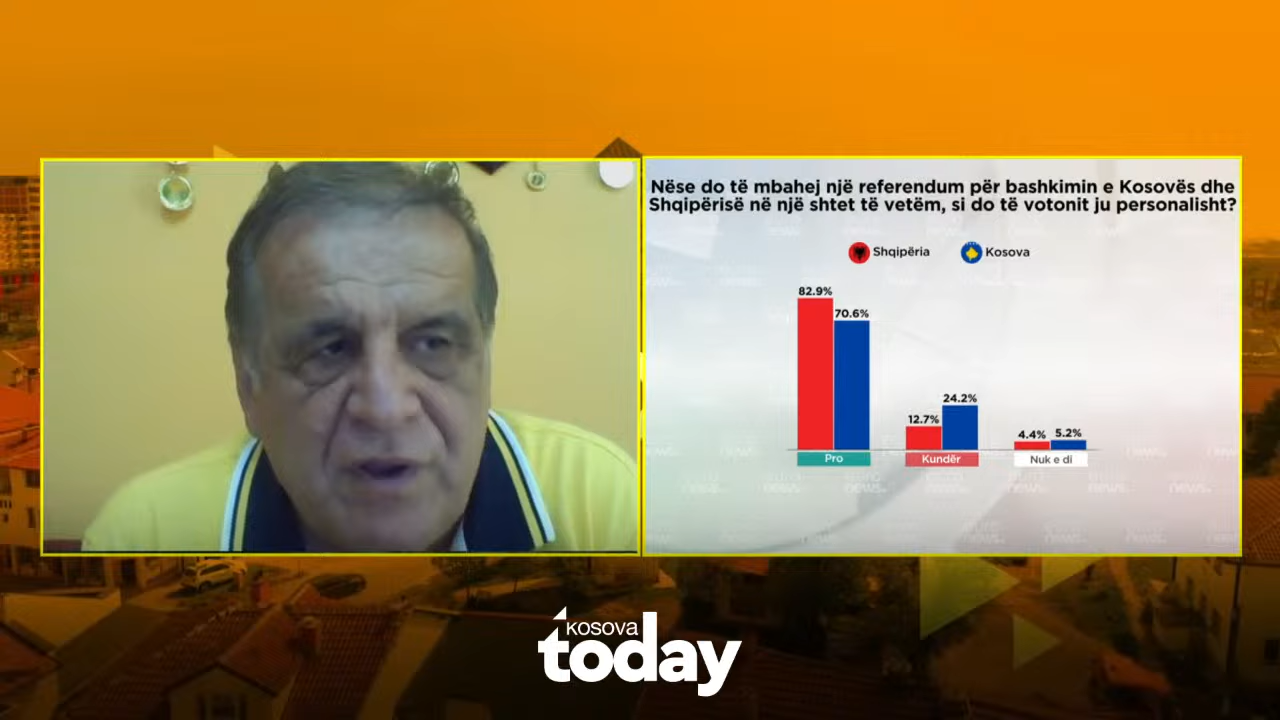 Nëse do të mbahej një referendum për bashkimin e Kosovës dhe
Shqipërisë në një shtet të vetëm, si do të votonit ju personalisht?
Shqipëria Kosova
82.9% 70.6%
12.7% 24.2%
4.4% 5.2%
Pro Kundër Nuk e di
kosova
today